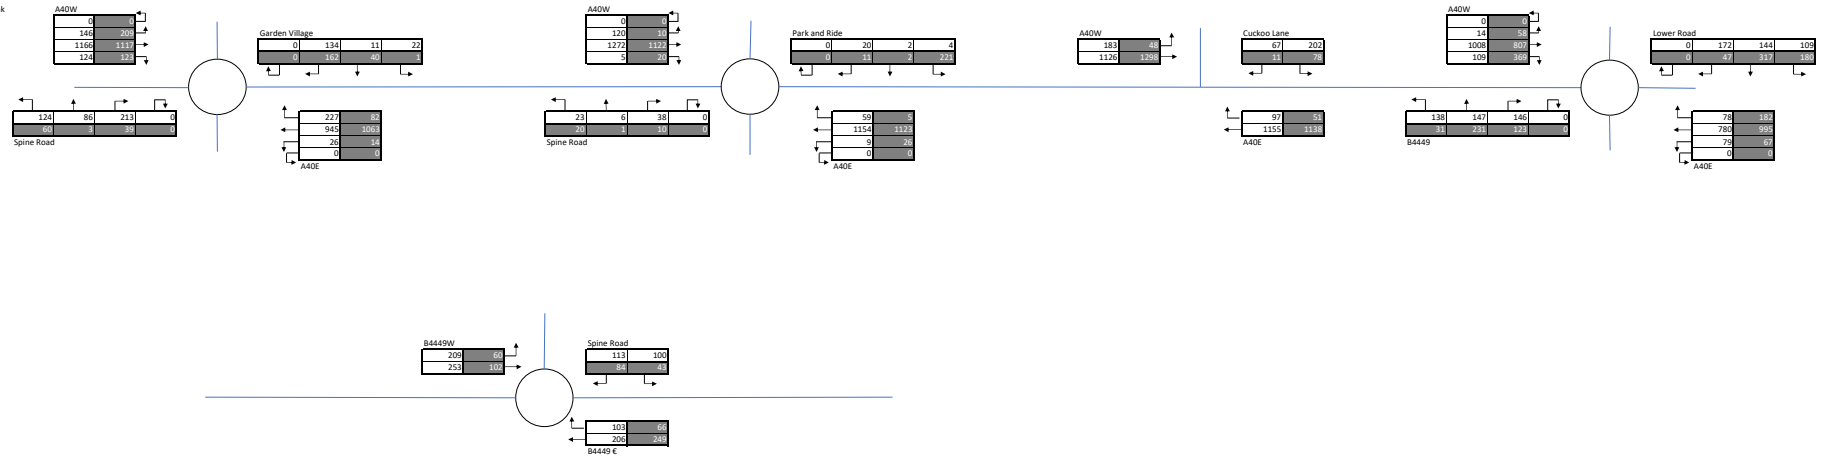 k
A40W
0 0
146 209
1166 1117
124 123
Garden Village
0 134 11 22
0 162 40 1
124 86 213 0
60 3 39 0
Spine Road
227 82
945 1063
26 14
0 0
A40E
A40W
0 0
120 14
1272 1122
5 20
Park and Ride
0 20 2 4
0 11 2 221
23 6 38 0
20 1 10 0
Spine Road
59 5
1154 1123
9 26
0 0
A40E
A40W
183 48
1126 1298
Cuckoo Lane
67 202
11 78
97 51
1155 1138
A40E
A40W
0 0
14 58
1008 807
109 369
Lower Road
0 172 144 109
0 47 317 180
138 147 146 0
31 231 123 0
B4449
78 182
780 995
79 67
0 0
A40E
B4449W
209 60
253 102
Spine Road
113 100
84 43
103 66
206 249
B4449 €